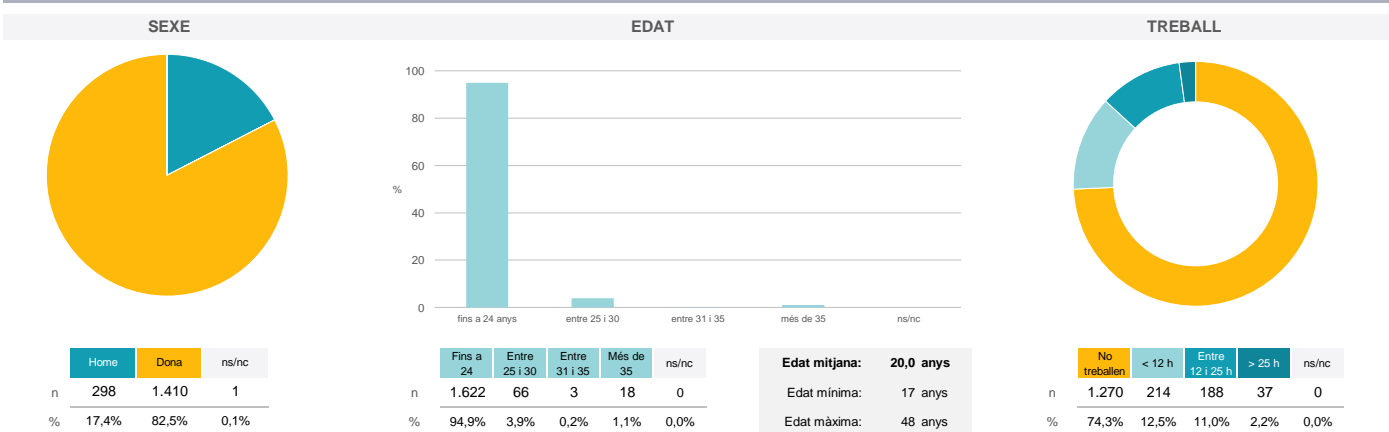 SEXE
EDAT
TREBALL
100
80
60
%
40
20
0
fins a 24 anys entre 25 i 30 entre 31 i 35 més de 35 ns/nc
Home Dona ns/nc
n 298 1.410 1
% 17,4% 82,5% 0,1%
Fins a 24 Entre 25 i 30 Entre 31 i 35 Més de 35 ns/nc
n 1.622 66 3 18 0
% 94,9% 3,9% 0,2% 1,1% 0,0%
Edat mitjana: 20,0 anys
Edat mínima: 17 anys
Edat màxima: 48 anys
No treballen < 12 h Entre 12 i 25 h > 25 h ns/nc
n 1.270 214 188 37 0
% 74,3% 12,5% 11,0% 2,2% 0,0%